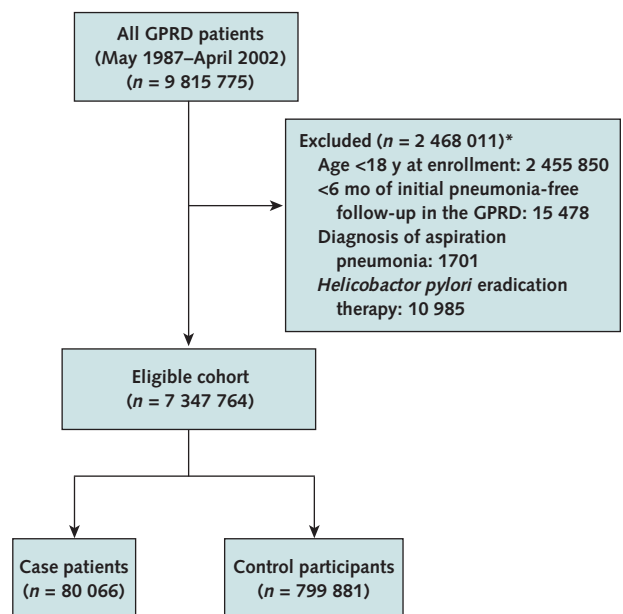 All GPRD patients
(May 1987–April 2002)
(n = 9 815 775)
Excluded (n = 2 468 011)*
Age <18 y at enrollment: 2 455 850
<6 mo of initial pneumonia-free
follow-up in the GPRD: 15 478
Diagnosis of aspiration
pneumonia: 1701
Helicobactor pylori eradication
therapy: 10 985
Eligible cohort
(n = 7 347 764)
Case patients
(n = 80 066)
Control participants
(n = 799 881)